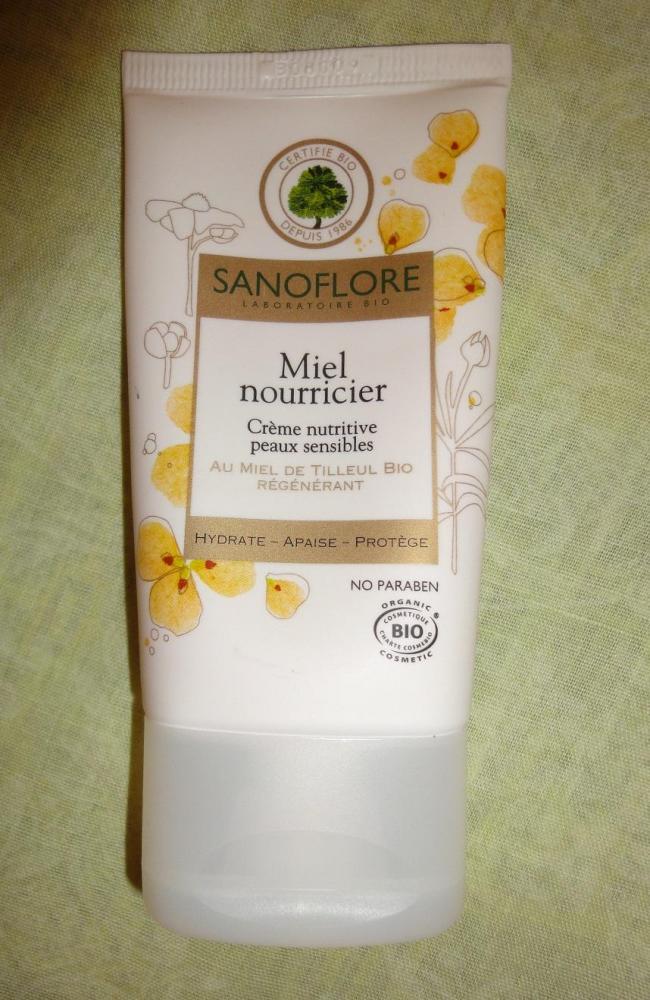 CERTIFIÉ BIO
DEPUIS 1986
SANOFLORE
LABORATOIRE BIO
Miel
nourricier
Crème nutritive
peaux sensibles
AU MIEL DE TILLEUL BIO
RÉGÉNÉRANT
HYDRATE - APAISE - PROTÈGE
NO PARABEN
ORGANIC ®
COSMETIQUE
BIO
CHARTE COSMEBIO
COSMETIC